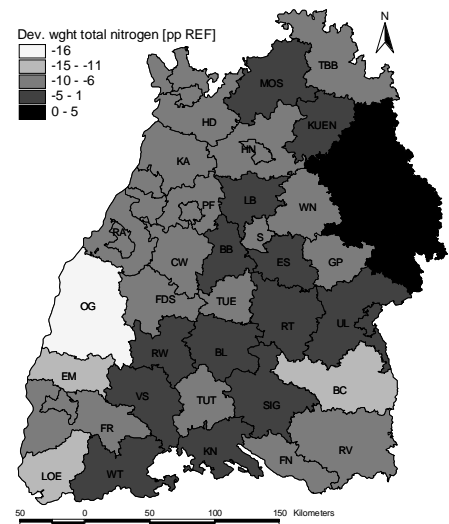 Dev. wght total nitrogen [pp REF]
-16
-15 - -11
-10 - -6
-5 - 1
0 - 5
N
TBB
MOS
HD
KUEN
HN
KA
PF
LB
WN
RA
S
BB
CW
ES
GP
OG
FDS
TUE
RT
UL
RW
BL
EM
BC
VS
TUT
SIG
FR
KN
RV
FN
LOE
WT
50 0 50 100 150 Kilometers